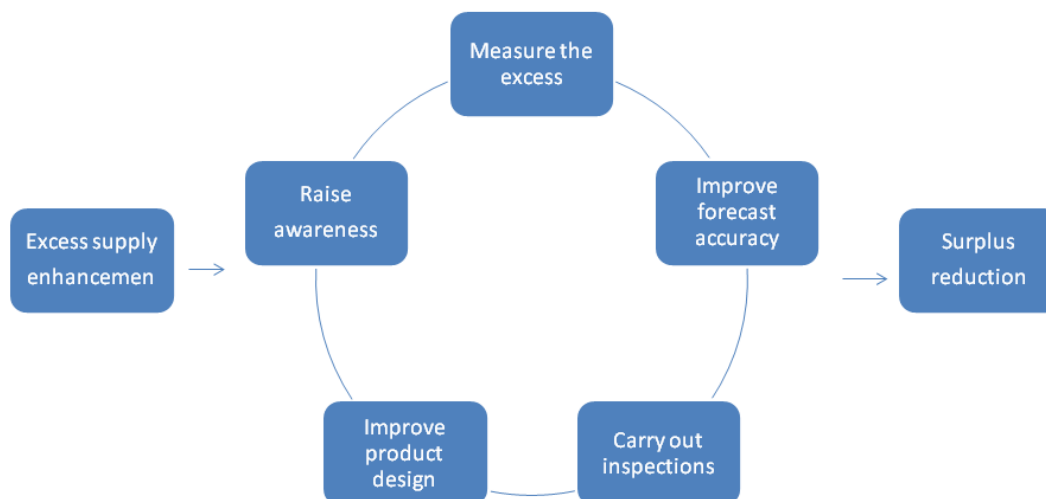 Measure the
excess
Raise
awareness
Improve
forecast
accuracy
Excess supply
enhancemen
Surplus
reduction
Improve
product
design
Carry out
inspections